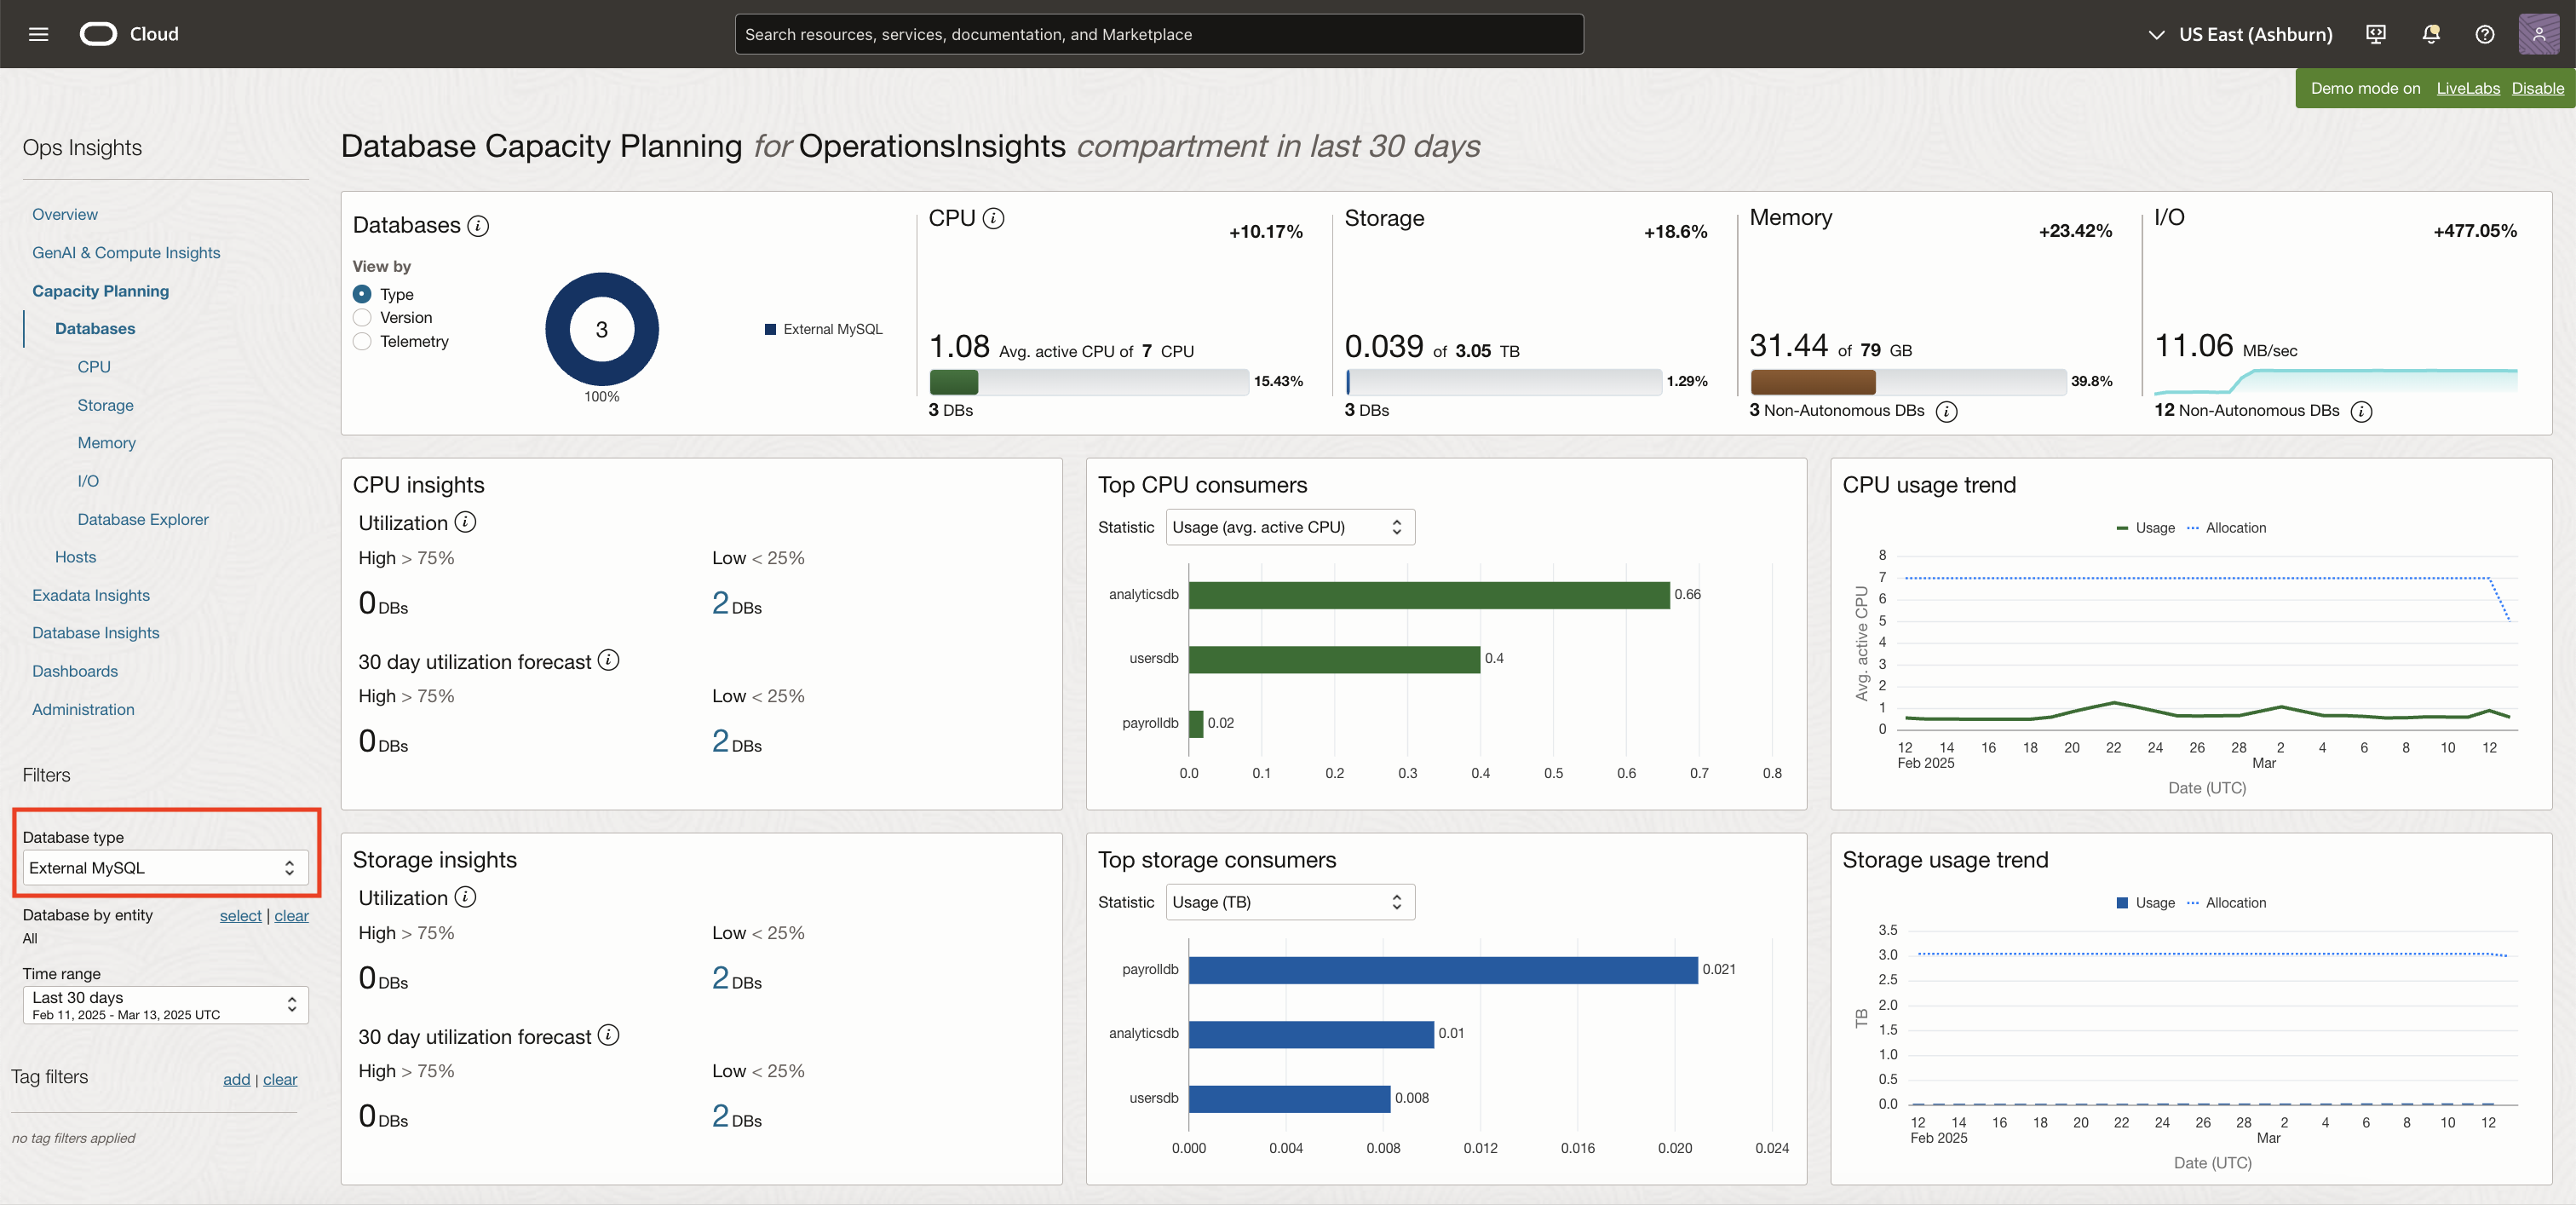 Cloud
Search resources, services, documentation, and Marketplace
US East (Ashburn)
Demo mode on LiveLabs Disable
Ops Insights
Overview
GenAI & Compute Insights
Capacity Planning
Databases
CPU
Storage
Memory
I/O
Database Explorer
Hosts
Exadata Insights
Database Insights
Dashboards
Administration
Filters
Database type
External MySQL
Database by entity select | clear
All
Time range
Last 30 days
Feb 11, 2025 - Mar 13, 2025 UTC
Tag filters add | clear
no tag filters applied
Database Capacity Planning for OperationsInsights compartment in last 30 days
Databases
View by
Type
Version
Telemetry
3
100%
External MySQL
CPU
+10.17%
1.08 Avg. active CPU of 7 CPU
15.43%
3 DBs
Storage
+18.6%
0.039 of 3.05 TB
1.29%
3 DBs
Memory
+23.42%
31.44 of 79 GB
39.8%
3 Non-Autonomous DBs
I/O
+477.05%
11.06 MB/sec
12 Non-Autonomous DBs
CPU insights
Utilization
High > 75% Low < 25%
0 DBs 2 DBs
30 day utilization forecast
High > 75% Low < 25%
0 DBs 2 DBs
Top CPU consumers
Statistic Usage (avg. active CPU)
analyticsdb 0.66
usersdb 0.4
payrolldb 0.02
0.0 0.1 0.2 0.3 0.4 0.5 0.6 0.7 0.8
CPU usage trend
Usage Allocation
Avg. active CPU
8
7
6
5
4
3
2
1
0
12 14 16 18 20 22 24 26 28 2 4 6 8 10 12
Feb 2025 Mar
Date (UTC)
Storage insights
Utilization
High > 75% Low < 25%
0 DBs 2 DBs
30 day utilization forecast
High > 75% Low < 25%
0 DBs 2 DBs
Top storage consumers
Statistic Usage (TB)
payrolldb 0.021
analyticsdb 0.01
usersdb 0.008
0.000 0.004 0.008 0.012 0.016 0.020 0.024
Storage usage trend
Usage Allocation
TB
3.5
3.0
2.5
2.0
1.5
1.0
0.5
0.0
12 14 16 18 20 22 24 26 28 2 4 6 8 10 12
Feb 2025 Mar
Date (UTC)